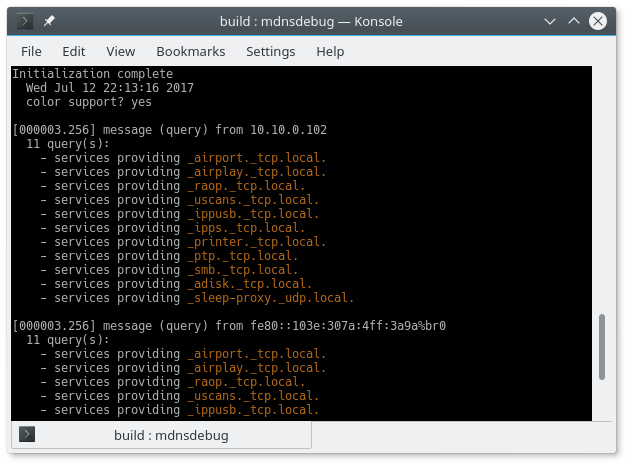 build : mdnsdebug — Konsole
File Edit View Bookmarks Settings Help
Initialization complete
  Wed Jul 12 22:13:16 2017
  color support? yes

[000003.256] message (query) from 10.10.0.102
  11 query(s):
    - services providing _airport._tcp.local.
    - services providing _airplay._tcp.local.
    - services providing _raop._tcp.local.
    - services providing _uscans._tcp.local.
    - services providing _ippusb._tcp.local.
    - services providing _ipps._tcp.local.
    - services providing _printer._tcp.local.
    - services providing _ptp._tcp.local.
    - services providing _smb._tcp.local.
    - services providing _adisk._tcp.local.
    - services providing _sleep-proxy._udp.local.

[000003.256] message (query) from fe80::103e:307a:4ff:3a9a%br0
  11 query(s):
    - services providing _airport._tcp.local.
    - services providing _airplay._tcp.local.
    - services providing _raop._tcp.local.
    - services providing _uscans._tcp.local.
    - services providing _ippusb._tcp.local.
build : mdnsdebug